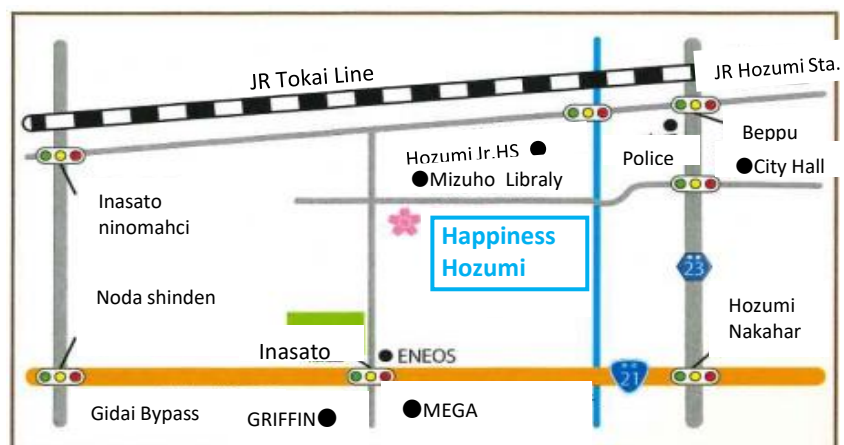 JR Tokai Line
JR Hozumi Sta.
Beppu
Hozumi Jr.HS
Police
City Hall
Mizuho Libraly
Inasato
ninomahci
Happiness
Hozumi
23
Noda shinden
Hozumi
Nakahar
Inasato
ENEOS
21
Gidai Bypass
GRIFFIN
MEGA